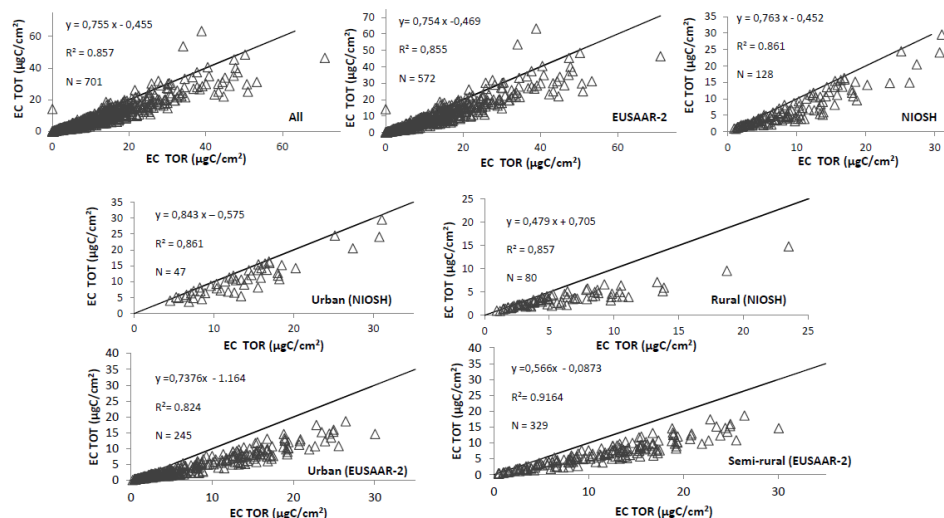 EC TOT (µgC/cm²)
60
40
20
0
y = 0,755 x - 0,455
R² = 0.857
N = 701
All
0 20 40 60
EC TOR (µgC/cm²)
EC TOT (µgC/cm²)
60
40
20
0
y = 0,754 x -0,469
R² = 0,855
N = 572
EUSAAR-2
0 20 40 60
EC TOR (µgC/cm²)
EC TOT (µgC/cm²)
35
30
25
20
15
10
5
0
y = 0,763 x - 0,452
R² = 0.861
N = 128
NIOSH
0 10 20 30
EC TOR (µgC/cm²)
EC TOT (µgC/cm²)
35
30
25
20
15
10
5
0
y = 0,843 x – 0,575
R² = 0,861
N = 47
Urban (NIOSH)
0 10 20 30
EC TOR (µgC/cm²)
EC TOT (µgC/cm²)
25
20
15
10
5
0
y = 0,479 x + 0,705
R² = 0,857
N = 80
Rural (NIOSH)
0 5 10 15 20 25
EC TOR (µgC/cm²)
EC TOT (µgC/cm²)
35
30
25
20
15
10
5
0
y = 0,7376x - 1.164
R²= 0.824
N = 245
Urban (EUSAAR-2)
0 10 20 30
EC TOR (µgC/cm²)
EC TOT (µgC/cm²)
35
30
25
20
15
10
5
0
y =0,566x - 0,0873
R²= 0.9164
N = 329
Semi-rural (EUSAAR-2)
0 10 20 30
EC TOR (µgC/cm²)